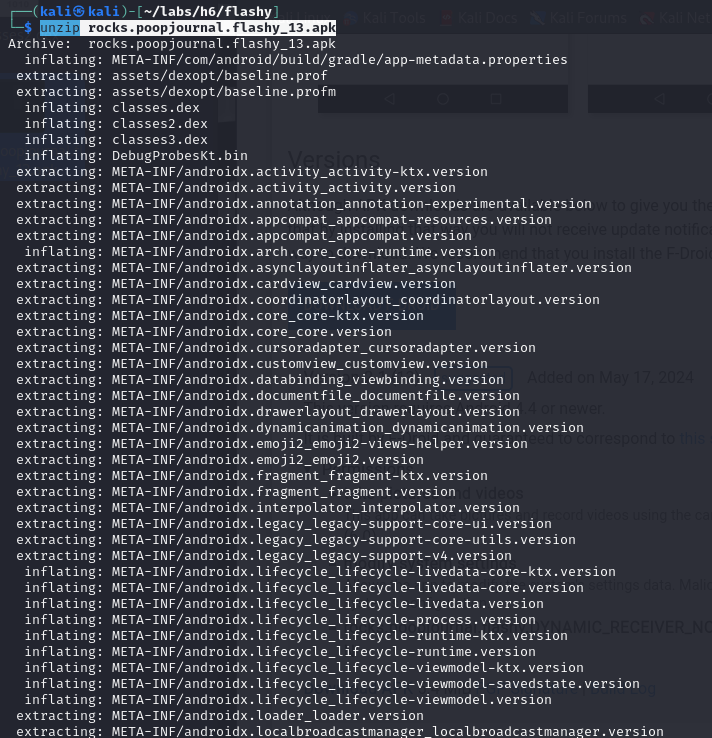 Kali Tools Kali Docs Kali Forums Kali Ne
┌──(kali㉿kali)-[~/labs/h6/flashy]
└─$ unzip rocks.poopjournal.flashy_13.apk
Archive:  rocks.poopjournal.flashy_13.apk
  inflating: META-INF/com/android/build/gradle/app-metadata.properties
 extracting: assets/dexopt/baseline.prof
 extracting: assets/dexopt/baseline.profm
  inflating: classes.dex
  inflating: classes2.dex
  inflating: classes3.dex
  inflating: DebugProbesKt.bin
Versions
 extracting: META-INF/androidx.activity_activity-ktx.version
 extracting: META-INF/androidx.activity_activity.version
 extracting: META-INF/androidx.annotation_annotation-experimental.version
 extracting: META-INF/androidx.appcompat_appcompat-resources.version
 extracting: META-INF/androidx.appcompat_appcompat.version
  inflating: META-INF/androidx.arch.core_core-runtime.version
 extracting: META-INF/androidx.asynclayoutinflater_asynclayoutinflater.version
 extracting: META-INF/androidx.cardview_cardview.version
 extracting: META-INF/androidx.coordinatorlayout_coordinatorlayout.version
 extracting: META-INF/androidx.core_core-ktx.version
 extracting: META-INF/androidx.core_core.version
 extracting: META-INF/androidx.cursoradapter_cursoradapter.version
 extracting: META-INF/androidx.customview_customview.version
 extracting: META-INF/androidx.databinding_viewbinding.version
Added on May 17, 2024
 extracting: META-INF/androidx.documentfile_documentfile.version
 extracting: META-INF/androidx.drawerlayout_drawerlayout.version
 extracting: META-INF/androidx.dynamicanimation_dynamicanimation.version
 extracting: META-INF/androidx.emoji2_emoji2-views-helper.version
 extracting: META-INF/androidx.emoji2_emoji2.version
 extracting: META-INF/androidx.fragment_fragment-ktx.version
 extracting: META-INF/androidx.fragment_fragment.version
 extracting: META-INF/androidx.interpolator_interpolator.version
 extracting: META-INF/androidx.legacy_legacy-support-core-ui.version
 extracting: META-INF/androidx.legacy_legacy-support-core-utils.version
 extracting: META-INF/androidx.legacy_legacy-support-v4.version
  inflating: META-INF/androidx.lifecycle_lifecycle-livedata-core-ktx.version
  inflating: META-INF/androidx.lifecycle_lifecycle-livedata-core.version
  inflating: META-INF/androidx.lifecycle_lifecycle-livedata.version
  inflating: META-INF/androidx.lifecycle_lifecycle-process.version
  inflating: META-INF/androidx.lifecycle_lifecycle-runtime-ktx.version
  inflating: META-INF/androidx.lifecycle_lifecycle-runtime.version
  inflating: META-INF/androidx.lifecycle_lifecycle-viewmodel-ktx.version
  inflating: META-INF/androidx.lifecycle_lifecycle-viewmodel-savedstate.version
  inflating: META-INF/androidx.lifecycle_lifecycle-viewmodel.version
 extracting: META-INF/androidx.loader_loader.version
 extracting: META-INF/androidx.localbroadcastmanager_localbroadcastmanager.version